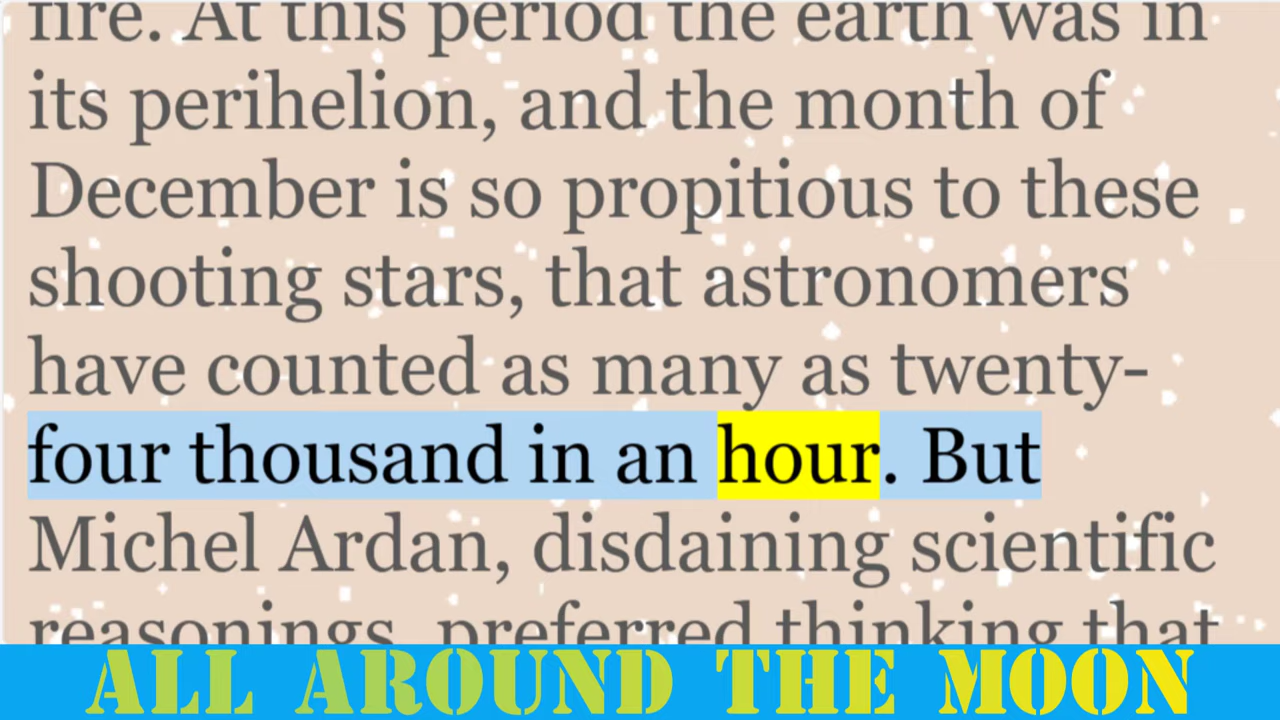 fire. At this period the earth was in
its perihelion, and the month of
December is so propitious to these
shooting stars, that astronomers
have counted as many as twenty-
four thousand in an hour. But
Michel Ardan, disdaining scientific
reasonings, preferred thinking that
ALL AROUND THE MOON